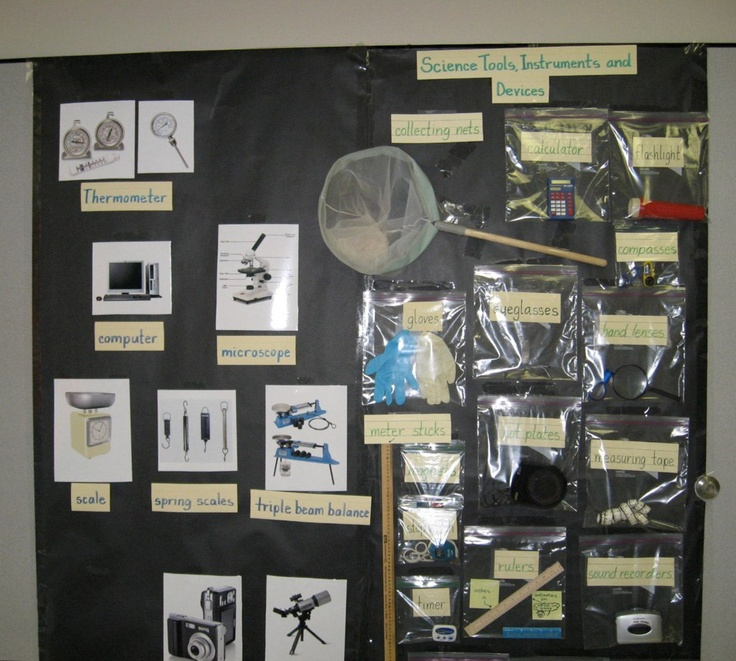 Science Tools, Instruments and
Devices
collecting nets
calculator
flashlight
Thermometer
compasses
computer
microscope
gloves
eyeglasses
hand lenses
meter sticks
hot plates
measuring tape
scale
spring scales
triple beam balance
rulers
sound recorders
timer